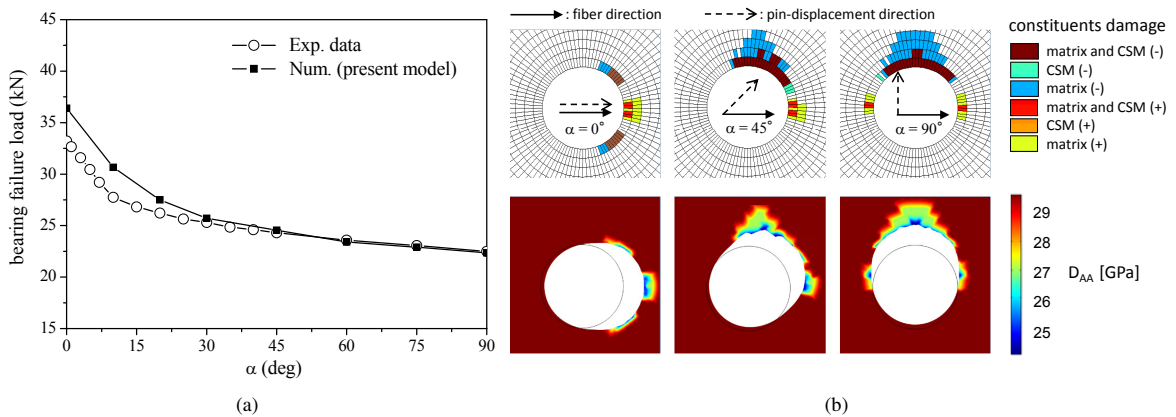 45
40
35
30
25
20
15
bearing failure load (kN)
Exp. data
Num. (present model)
0
15
30
45
60
75
90
α (deg)
(a)
: fiber direction
: pin-displacement direction
α = 0°
α = 45°
α = 90°
constituents damage
matrix and CSM (-)
CSM (-)
matrix (-)
matrix and CSM (+)
CSM (+)
matrix (+)
29
28
27
26
25
D_AA [GPa]
(b)